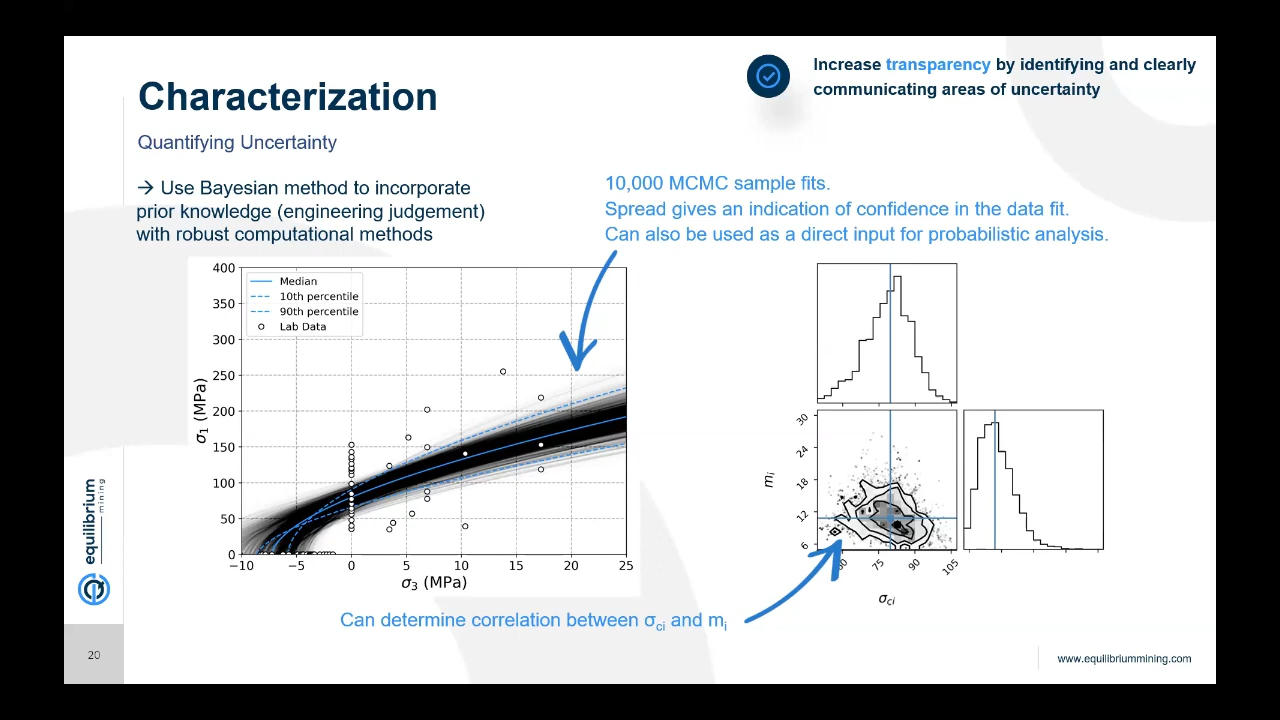 Increase transparency by identifying and clearly
communicating areas of uncertainty
Characterization
Quantifying Uncertainty
→ Use Bayesian method to incorporate
prior knowledge (engineering judgement)
with robust computational methods
10,000 MCMC sample fits.
Spread gives an indication of confidence in the data fit.
Can also be used as a direct input for probabilistic analysis.
400
350
300
250
200
150
100
50
0
σ1 (MPa)
Median
10th percentile
90th percentile
Lab Data
−10
−5
0
5
10
15
20
25
σ3 (MPa)
30
24
18
12
6
mi
75
90
105
σci
Can determine correlation between σci and mi
equilibrium
mining
20
www.equilibriummining.com